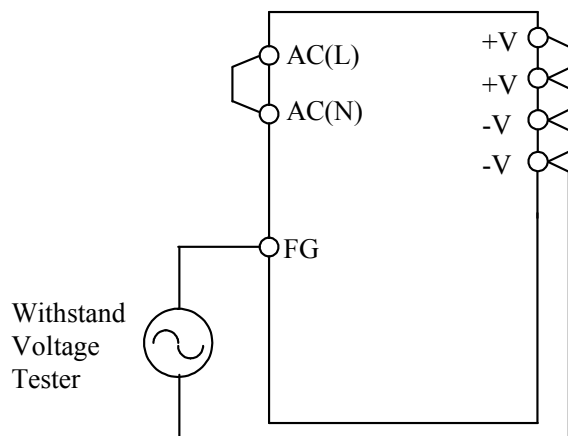 AC(L)
AC(N)
+V
+V
-V
-V
FG
Withstand
Voltage
Tester